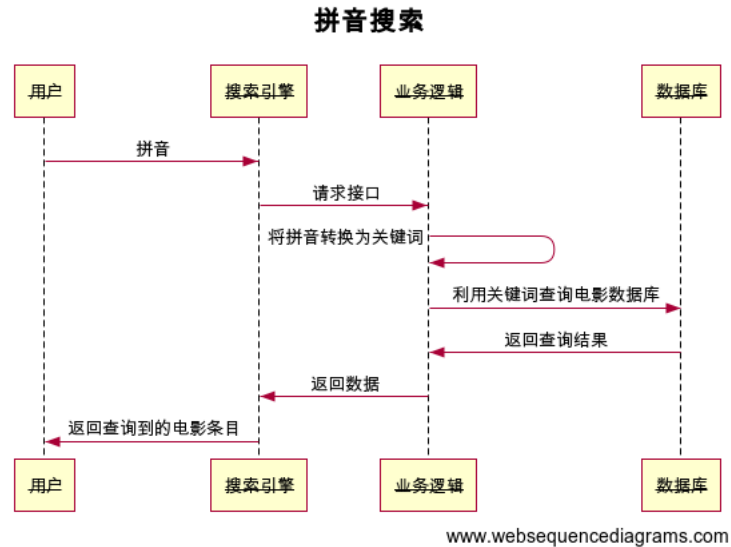 拼音搜索
用户 搜索引擎 业务逻辑 数据库
拼音
请求接口
将拼音转换为关键词
利用关键词查询电影数据库
返回查询结果
返回数据
返回查询到的电影条目
用户 搜索引擎 业务逻辑 数据库
www.websequencediagrams.com